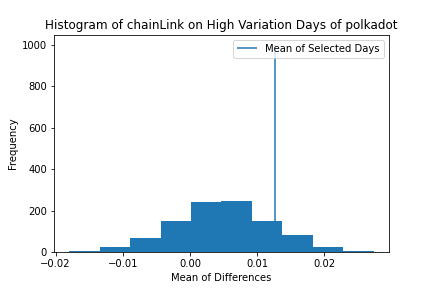 Histogram of chainLink on High Variation Days of polkadot
Mean of Selected Days
1000
800
600
400
200
0
Frequency
−0.02
−0.01
0.00
0.01
0.02
Mean of Differences